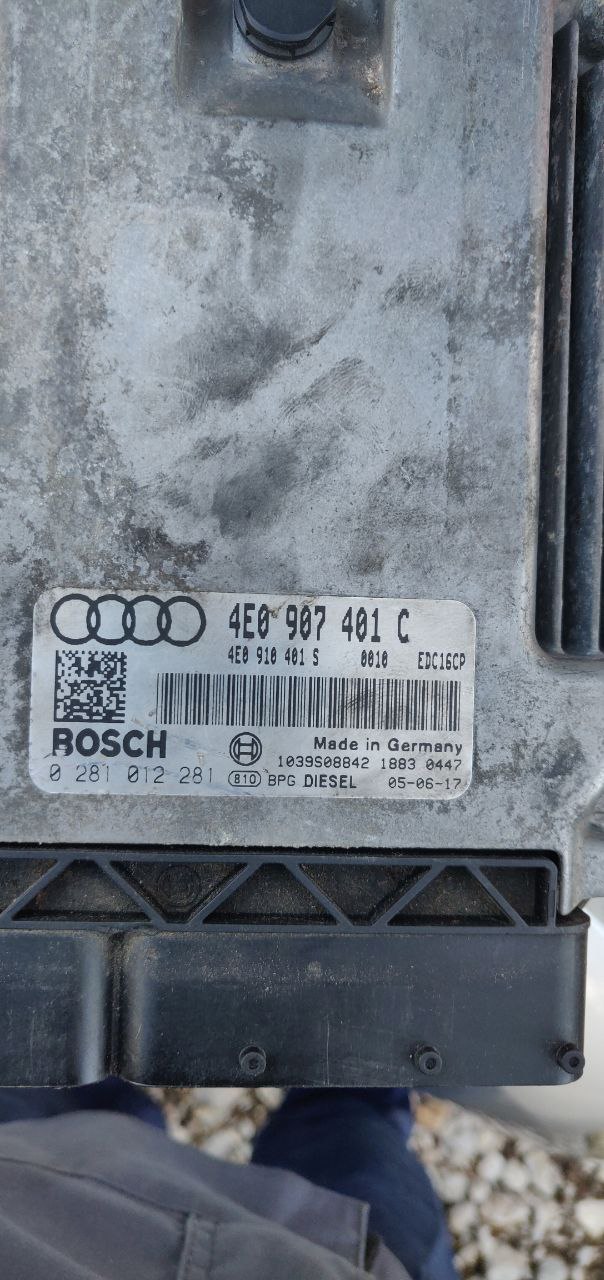 4E0 907 401 C
4E0 910 401 S 0010 EDC16CP
BOSCH
Made in Germany
1039S08842 1883 0447
0 281 012 281 B10 BPG DIESEL 05-06-17